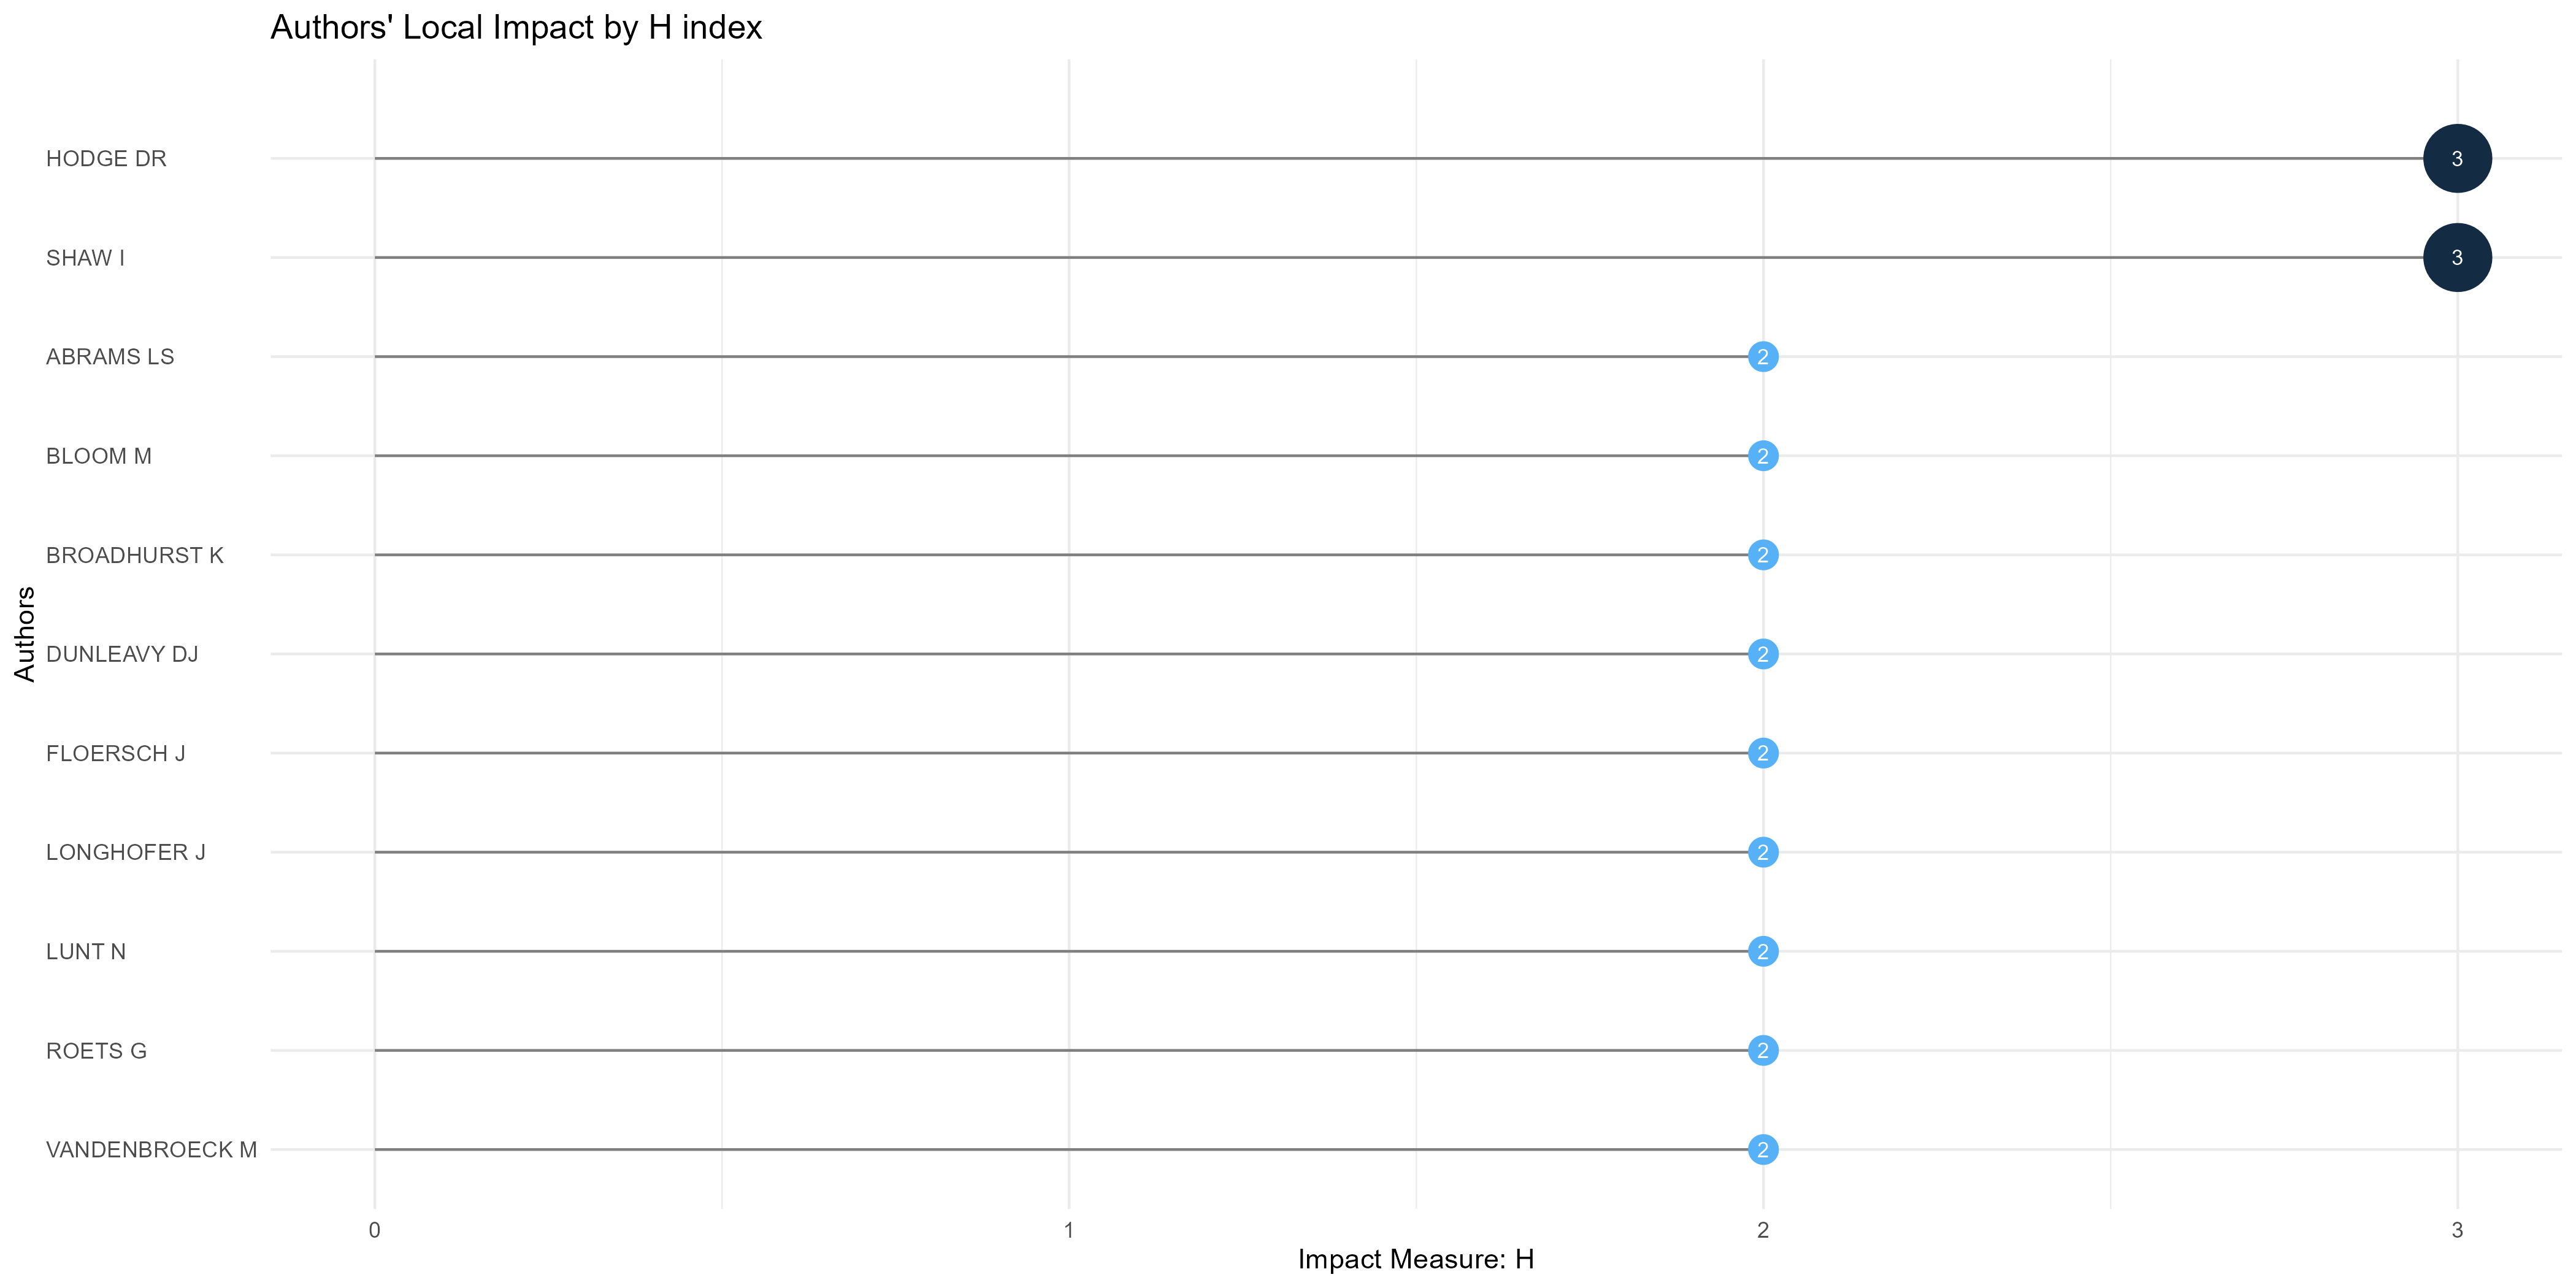 Authors' Local Impact by H index
Authors
HODGE DR 3
SHAW I 3
ABRAMS LS 2
BLOOM M 2
BROADHURST K 2
DUNLEAVY DJ 2
FLOERSCH J 2
LONGHOFER J 2
LUNT N 2
ROETS G 2
VANDENBROECK M 2
0 1 2 3
Impact Measure: H